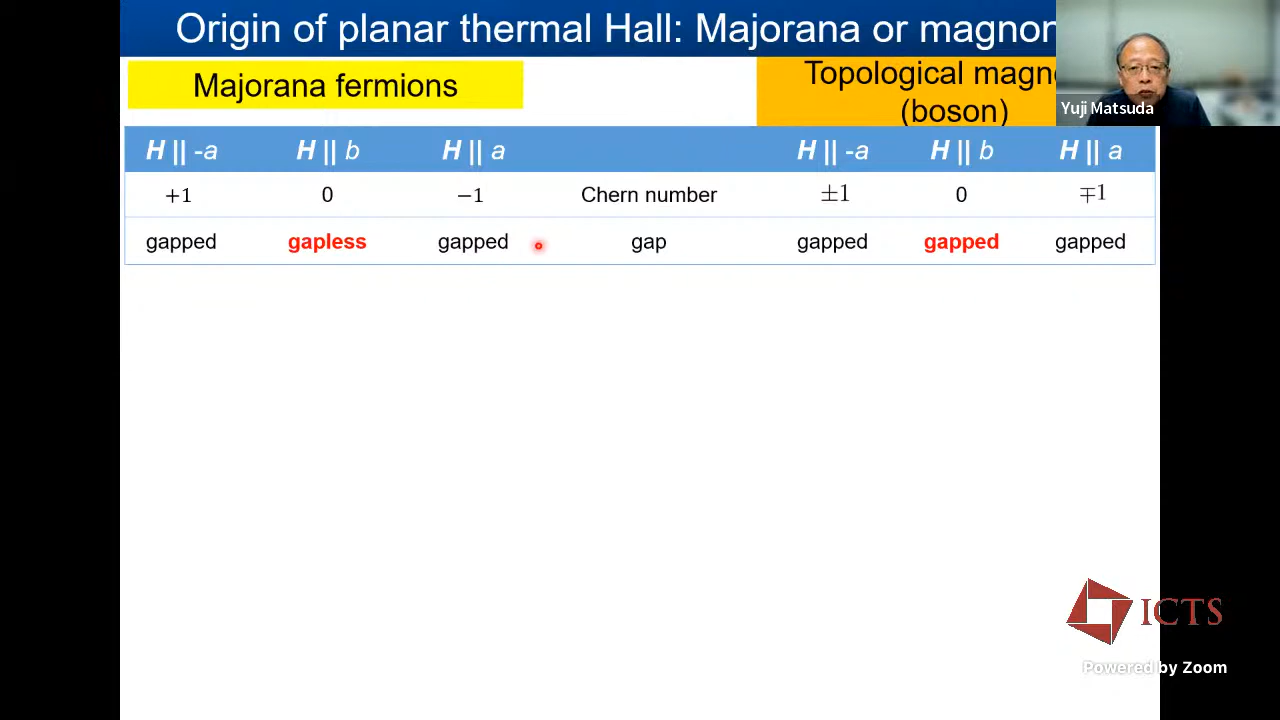 Origin of planar thermal Hall: Majorana or magnon
Majorana fermions
Topological magn
(boson)
Yuji Matsuda
H || -a H || b H || a H || -a H || b H || a
+1 0 −1 Chern number ±1 0 ∓1
gapped gapless gapped gap gapped gapped gapped
ICTS
Powered by Zoom